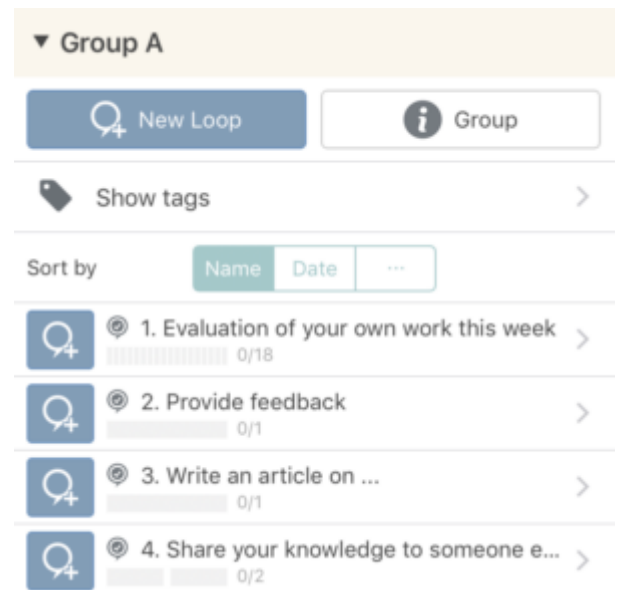 ▼ Group A
New Loop
Group
Show tags
Sort by Name Date ...
1. Evaluation of your own work this week
0/18
2. Provide feedback
0/1
3. Write an article on ...
0/1
4. Share your knowledge to someone e...
0/2